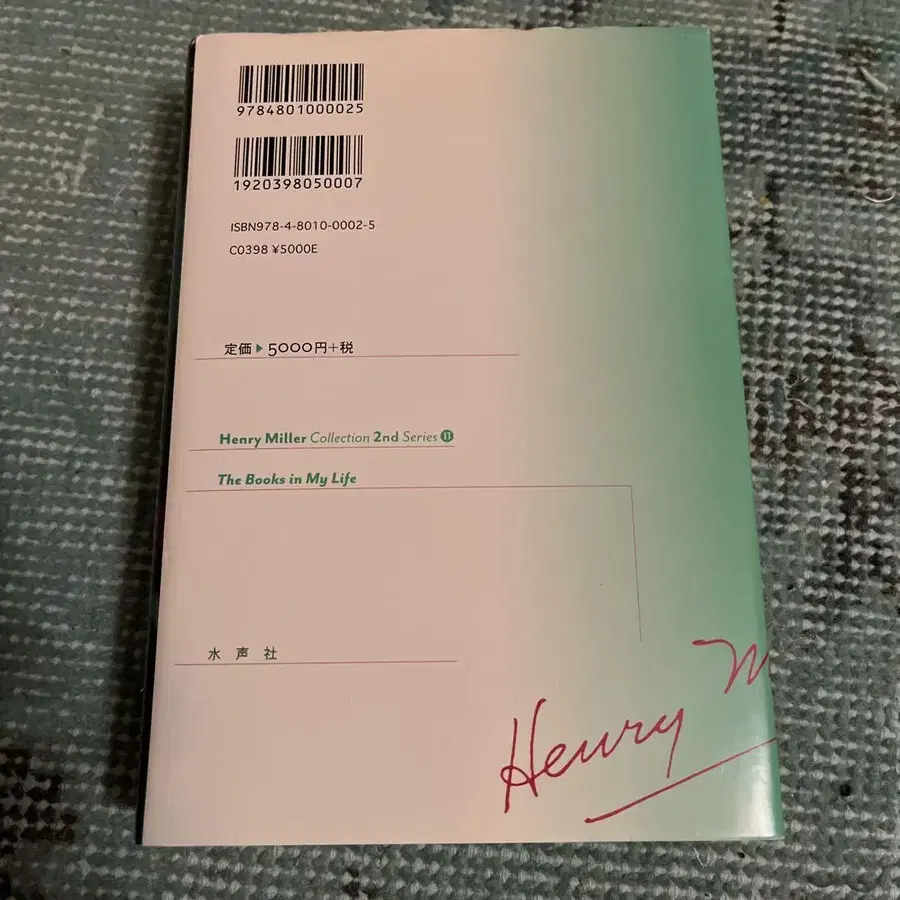 9784801000025
1920398050007
ISBN978-4-8010-0002-5
C0398 ¥5000E
定価▶5000円+税
Henry Miller Collection 2nd Series 11
The Books in My Life
水声社
Henry M